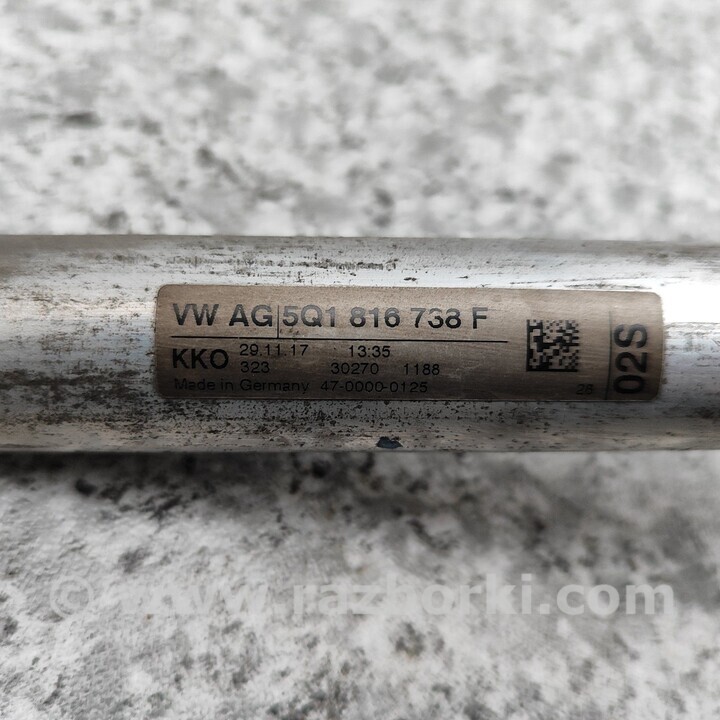 VW AG 5Q1 816 738 F
KKO 29.11.17 13:35
323 30270 1188
Made in Germany 47-0000-0125
26
02S
© www.razborki.com